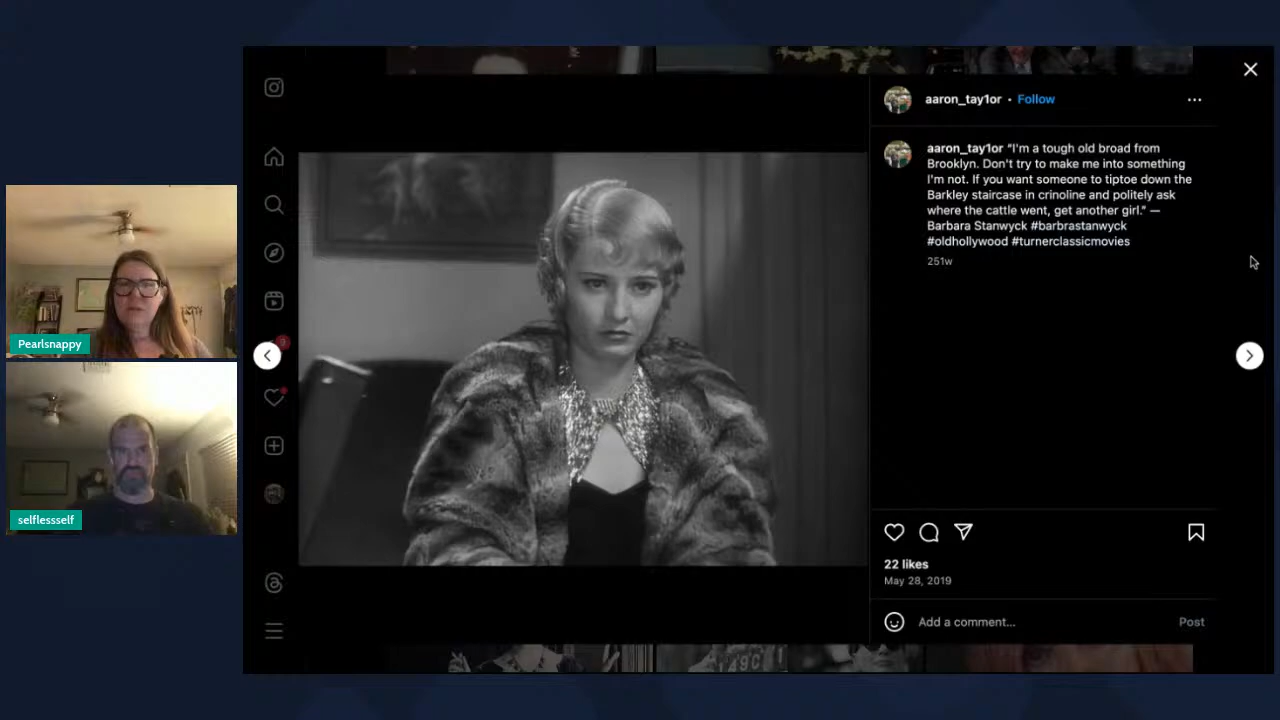 aaron_tay1or • Follow
aaron_tay1or "I'm a tough old broad from
Brooklyn. Don't try to make me into something
I'm not. If you want someone to tiptoe down the
Barkley staircase in crinoline and politely ask
where the cattle went, get another girl." —
Barbara Stanwyck #barbrastanwyck
#oldhollywood #turnerclassicmovies
251w
Pearlsnappy
selflessself
22 likes
May 28, 2019
Add a comment...
Post